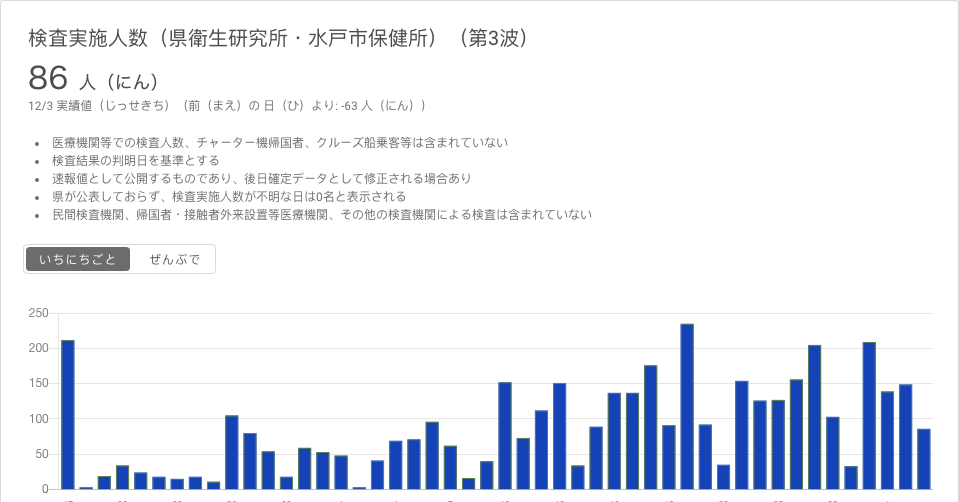 検査実施人数（県衛生研究所・水戸市保健所）（第3波）
86 人（にん）
12/3 実績値（じっせきち）（前（まえ）の 日（ひ）より: -63 人（にん））
• 医療機関等での検査人数、チャーター機帰国者、クルーズ船乗客等は含まれていない
• 検査結果の判明日を基準とする
• 速報値として公開するものであり、後日確定データとして修正される場合あり
• 県が公表しておらず、検査実施人数が不明な日は0名と表示される
• 民間検査機関、帰国者・接触者外来設置等医療機関、その他の検査機関による検査は含まれていない
いちにちごと ぜんぶで
250
200
150
100
50
0